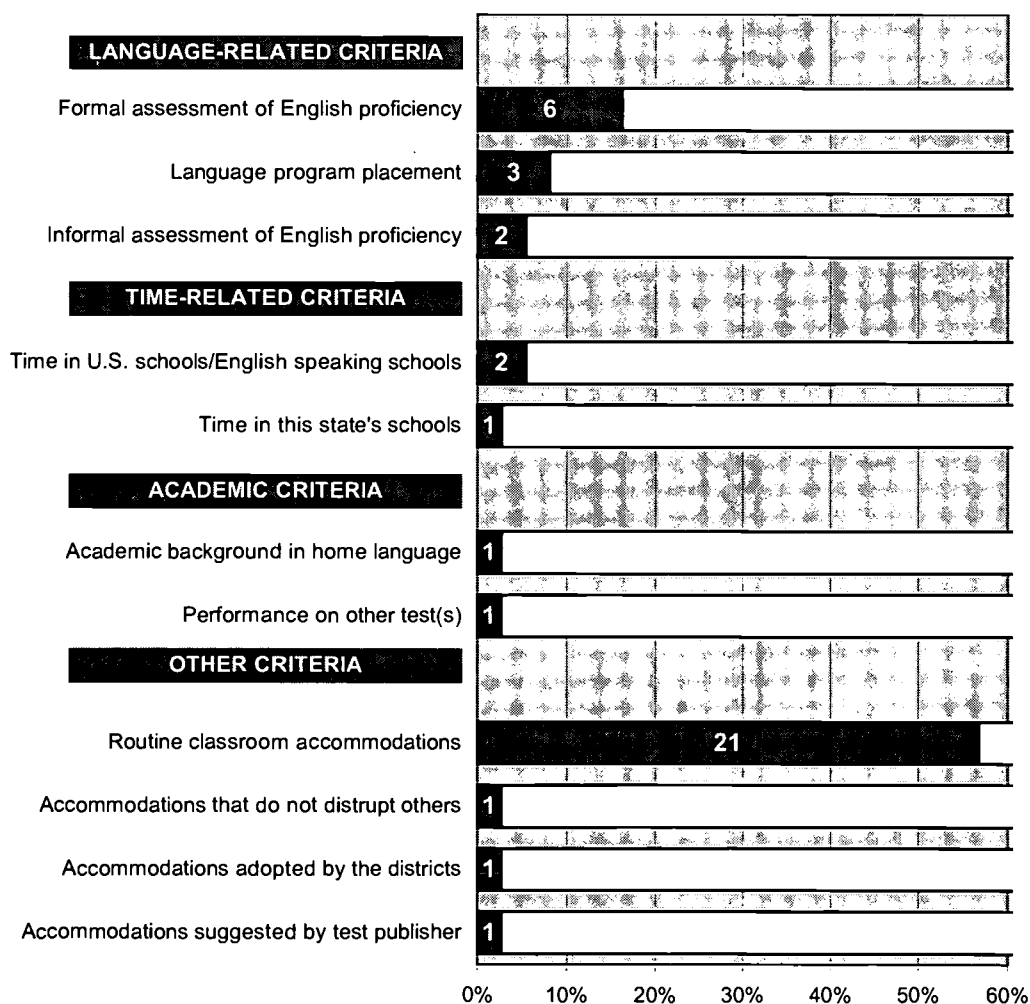 LANGUAGE-RELATED CRITERIA
Formal assessment of English proficiency 6
Language program placement 3
Informal assessment of English proficiency 2
TIME-RELATED CRITERIA
Time in U.S. schools/English speaking schools 2
Time in this state's schools 1
ACADEMIC CRITERIA
Academic background in home language 1
Performance on other test(s) 1
OTHER CRITERIA
Routine classroom accommodations 21
Accommodations that do not distrupt others 1
Accommodations adopted by the districts 1
Accommodations suggested by test publisher 1
0% 10% 20% 30% 40% 50% 60%